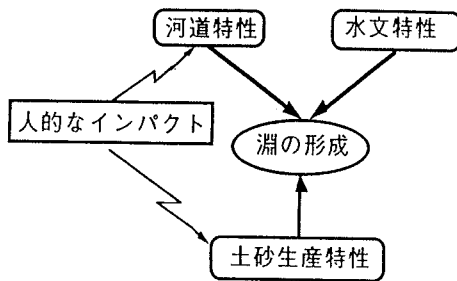 河道特性
水文特性
人的なインパクト
淵の形成
土砂生産特性